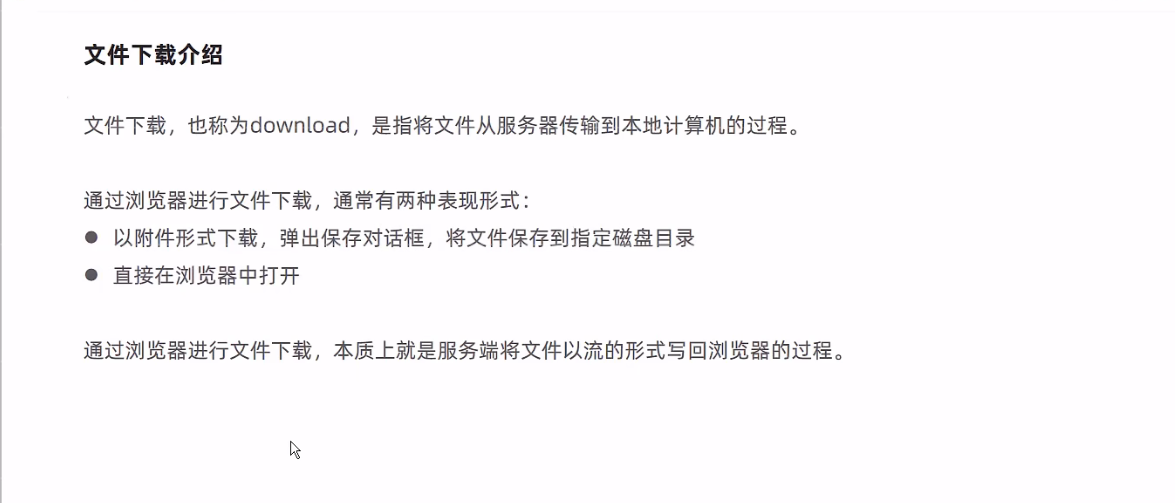 文件下载介绍
文件下载，也称为download，是指将文件从服务器传输到本地计算机的过程。
通过浏览器进行文件下载，通常有两种表现形式：
● 以附件形式下载，弹出保存对话框，将文件保存到指定磁盘目录
● 直接在浏览器中打开
通过浏览器进行文件下载，本质上就是服务端将文件以流的形式写回浏览器的过程。